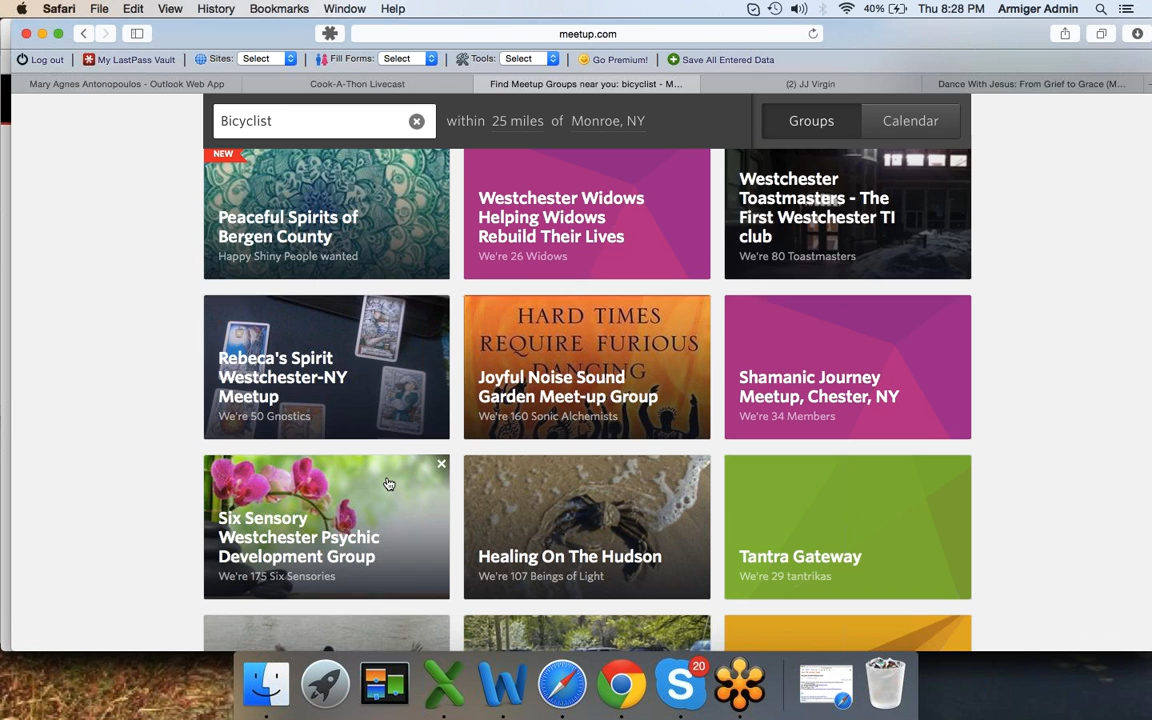 Safari File Edit View History Bookmarks Window Help 40% Thu 8:28 PM Armiger Admin
meetup.com
Log out My LastPass Vault Sites: Select Fill Forms: Select Tools: Select Go Premium! Save All Entered Data
Mary Agnes Antonopoulos - Outlook Web App Cook-A-Thon Livecast Find Meetup Groups near you: bicyclist - M... (2) JJ Virgin Dance With Jesus: From Grief to Grace (M...
Bicyclist within 25 miles of Monroe, NY Groups Calendar
NEW
Peaceful Spirits of
Bergen County
Happy Shiny People wanted
Westchester Widows
Helping Widows
Rebuild Their Lives
We're 26 Widows
Westchester
Toastmasters - The
First Westchester TI
club
We're 80 Toastmasters
Rebeca's Spirit
Westchester-NY
Meetup
We're 50 Gnostics
HARD TIMES
REQUIRE FURIOUS
DANCING
Joyful Noise Sound
Garden Meet-up Group
We're 160 Sonic Alchemists
Shamanic Journey
Meetup, Chester, NY
We're 34 Members
Six Sensory
Westchester Psychic
Development Group
We're 175 Six Sensories
Healing On The Hudson
We're 107 Beings of Light
Tantra Gateway
We're 29 tantrikas
20